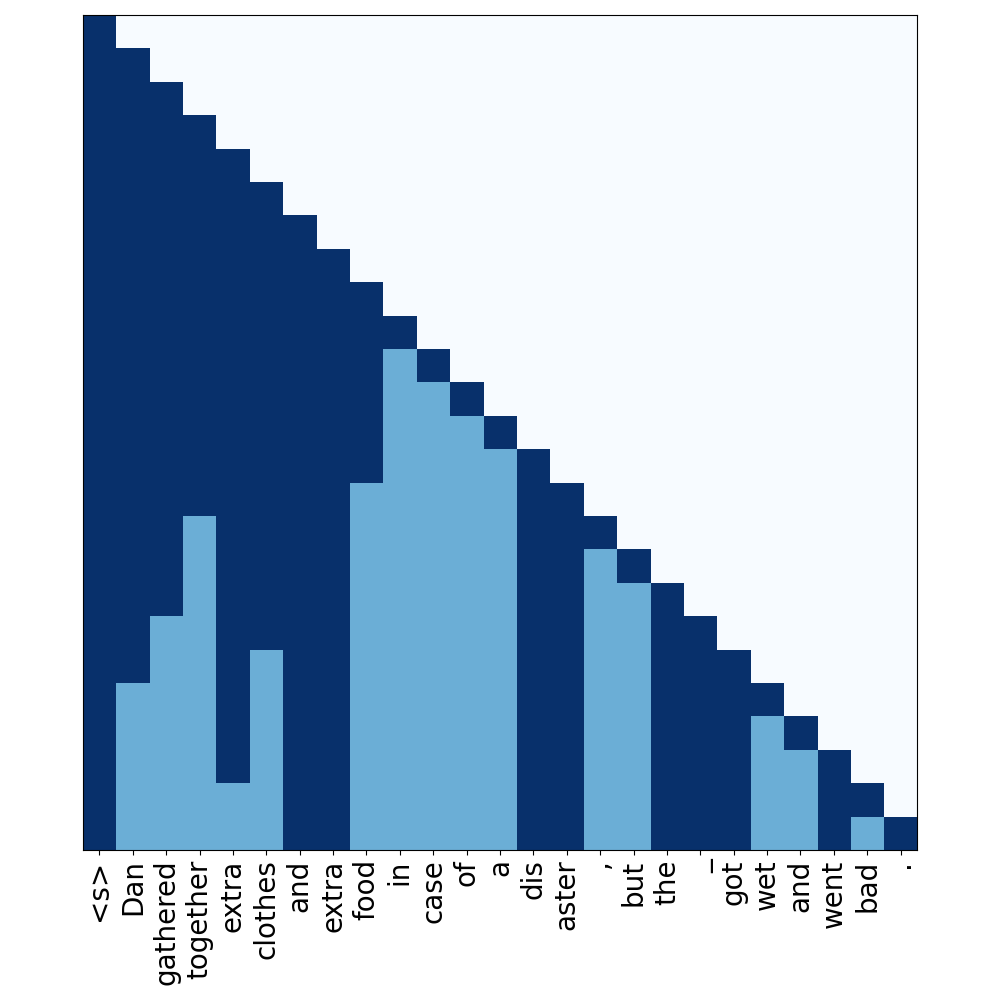 <s> Dan gathered together extra clothes and extra food in case of a dis aster , but the _ got wet and went bad .